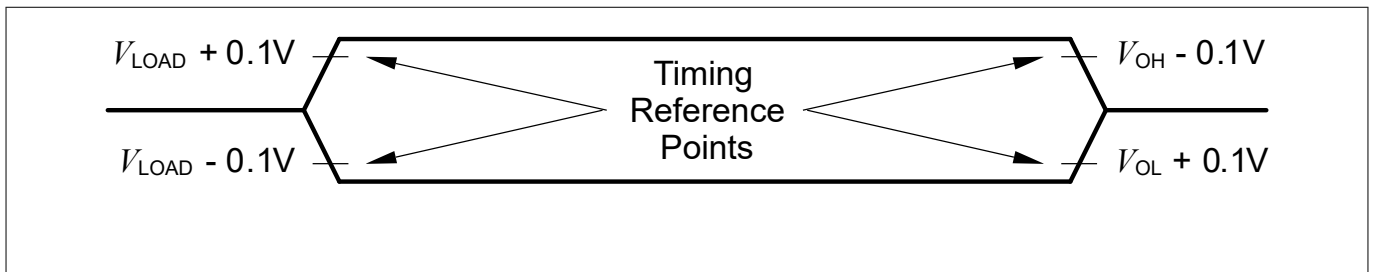 VLOAD + 0.1V
VLOAD - 0.1V
Timing
Reference
Points
VOH - 0.1V
VOL + 0.1V